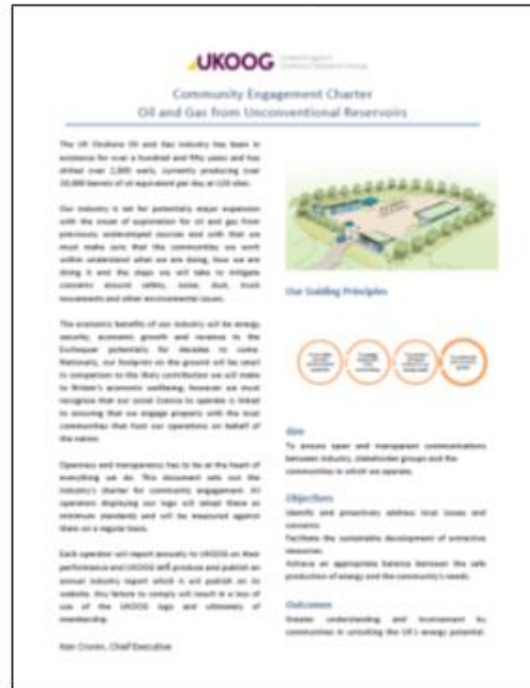 UKOOG
Community Engagement Charter
Oil and Gas from Unconventional Reservoirs
The UK Onshore Oil and Gas industry has been in
existence for over a hundred and fifty years and has
drilled over 2,000 wells, currently producing over
barrels of oil equivalent per day at 120 sites.
Our industry is set for potentially major expansion
with the onset of exploration for oil and gas from
previously undeveloped sources and with that we
must make sure that the communities we work
within understand what we are doing, how we are
doing it and the steps we will take to mitigate
concerns around safety, noise, dust, truck
movements and other environmental issues.
The economic benefits of our industry will be energy
security, economic growth and revenue to the
Exchequer potentially for decades to come.
Nationally, our footprint on the ground will be small
in comparison to the likely contribution we will make
to Britain's economic wellbeing, however we must
recognise that our social licence to operate is linked
to ensuring that we engage properly with the local
communities that host our operations on behalf of
the nation.
Openness and transparency has to be at the heart of
everything we do. This document sets out the
industry's charter for community engagement. All
operators displaying our logo will adopt these as
minimum standards and will be measured against
them on a regular basis.
Each operator will report annually to UKOOG on their
performance and UKOOG will produce and publish an
annual industry report which it will publish on its
website. Any failure to comply will result in a loss of
use of the UKOOG logo and ultimately of
membership.
Ken Cronin, Chief Executive
Our Guiding Principles
Aim
To ensure open and transparent communications
between industry, stakeholder groups and the
communities in which we operate.
Objectives
Identify and proactively address local issues and
concerns.
Facilitate the sustainable development of extractive
resources.
Achieve an appropriate balance between the safe
production of energy and the community's needs.
Outcomes
Greater understanding and involvement by
communities in unlocking the UK's energy potential.